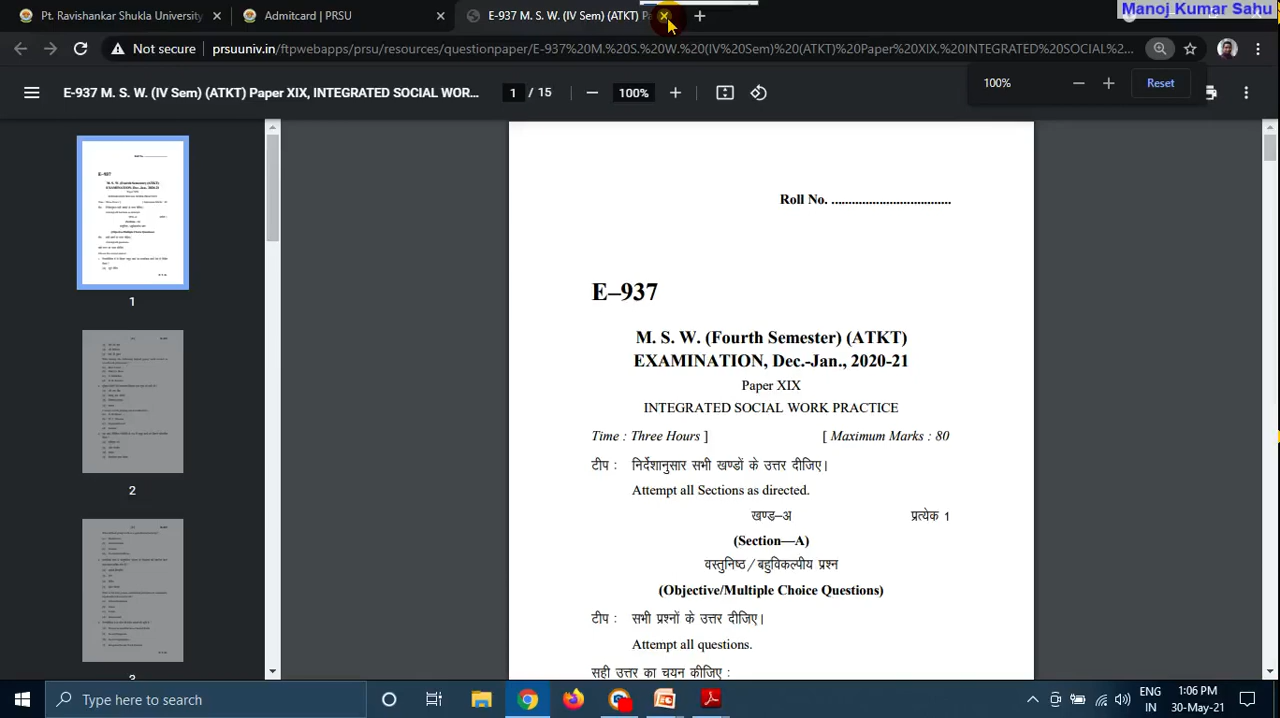 Manoj Kumar Sahu
Pt. Ravishankar Shukla University
Admitcard | PRSU
Sem) (ATKT) Pa
Not secure
prsuuniv.in/ftpwebapps/prsu/resources/questionpaper/E-937%20M.%20S.%20W.%20(IV%20Sem)%20(ATKT)%20Paper%20XIX,%20INTEGRATED%20SOCIAL%...
100%
Reset
E-937 M. S. W. (IV Sem) (ATKT) Paper XIX, INTEGRATED SOCIAL WOR...
1 / 15
100%
1
2
3
Roll No. ....................................
E–937
M. S. W. (Fourth Semester) (ATKT)
EXAMINATION, Dec.-Jan., 2020-21
Paper XIX
INTEGRATED SOCIAL WORK PRACTICE
Time : Three Hours ] [ Maximum Marks : 80
टीप : निर्देशानुसार सभी खण्डों के उत्तर दीजिए।
Attempt all Sections as directed.
खण्ड–अ प्रत्येक 1
(Section—A)
वस्तुनिष्ठ/बहुविकल्पीय प्रश्न
(Objective/Multiple Choice Questions)
टीप : सभी प्रश्नों के उत्तर दीजिए।
Attempt all questions.
सही उत्तर का चयन कीजिए :
Type here to search
ENG
IN
1:06 PM
30-May-21